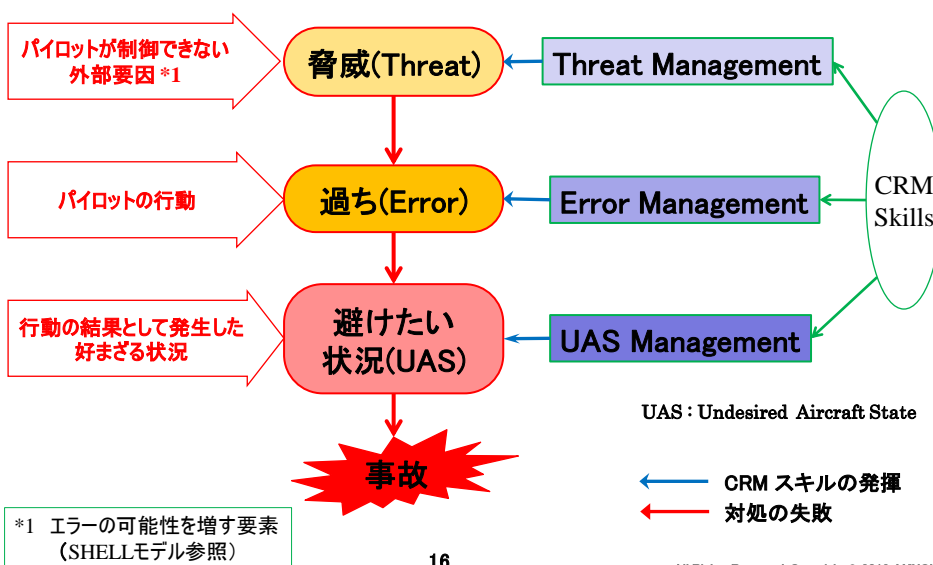 パイロットが制御できない
外部要因 *1
脅威(Threat)
Threat Management
パイロットの行動
過ち(Error)
Error Management
CRM
Skills
行動の結果として発生した
好まざる状況
避けたい
状況(UAS)
UAS Management
UAS : Undesired Aircraft State
事故
CRM スキルの発揮
対処の失敗
*1 エラーの可能性を増す要素
(SHELLモデル参照)
16